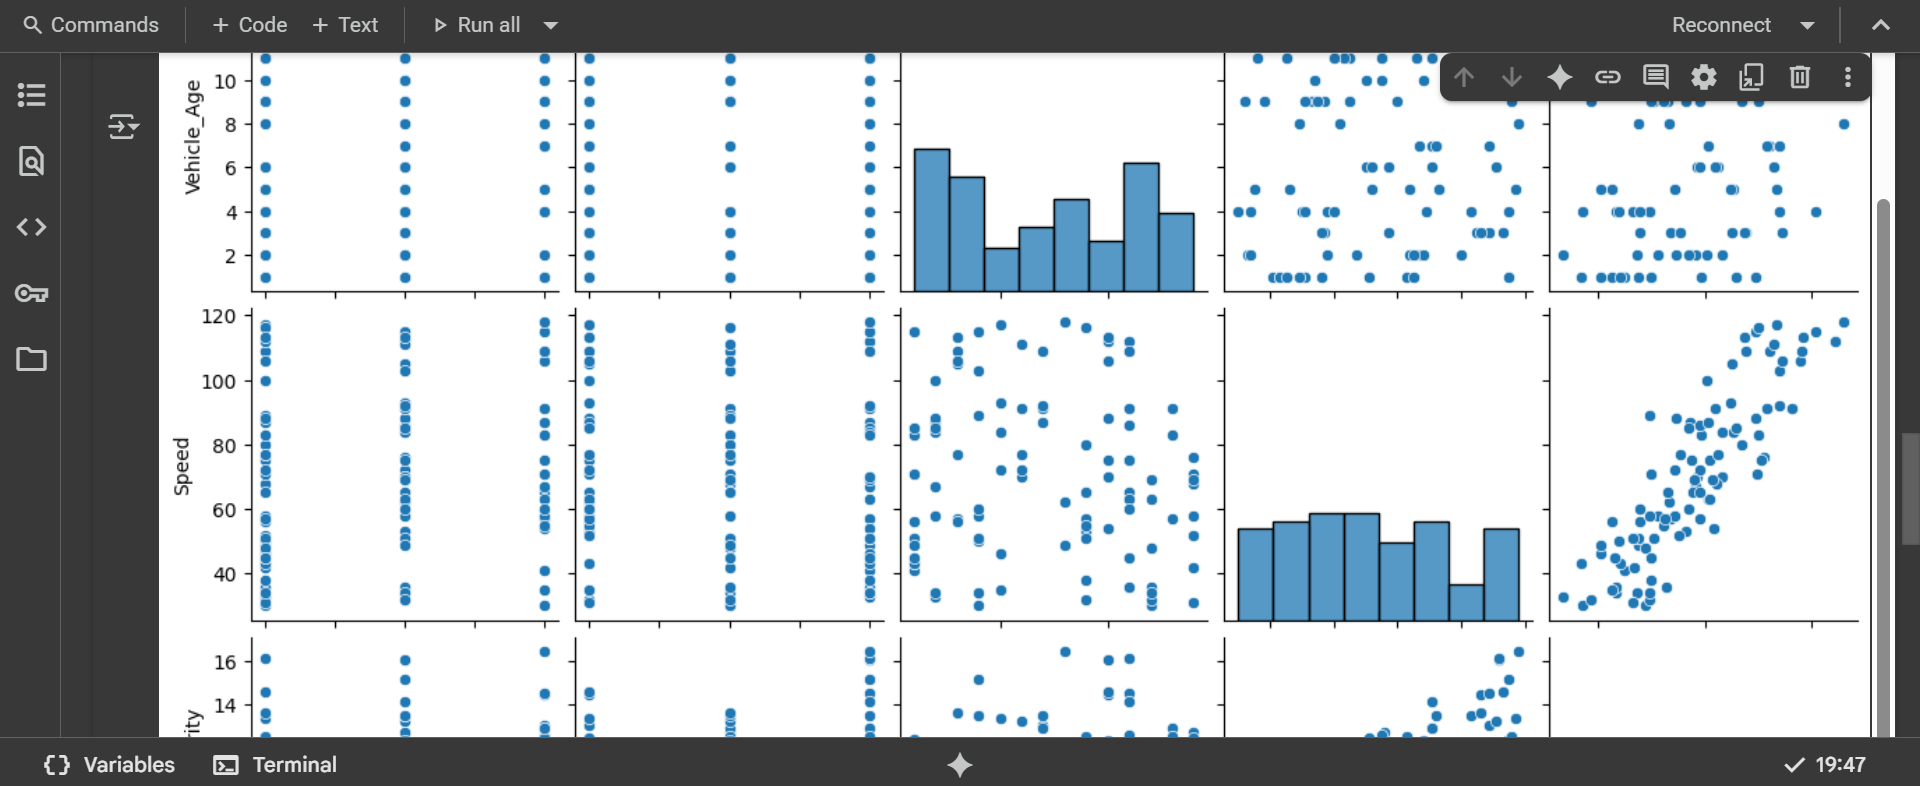 Commands
+ Code
+ Text
Run all
Reconnect
Vehicle_Age
10
8
6
4
2
Speed
120
100
80
60
40
rity
16
14
Variables
Terminal
19:47